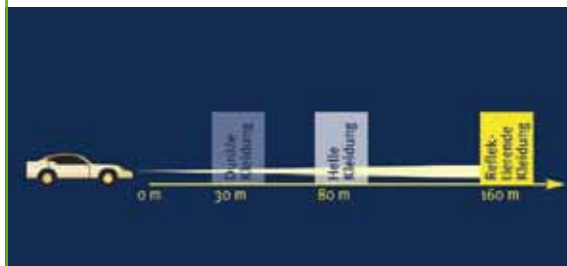 Dunkle
Kleidung
Helle
Kleidung
Reflek-
tierende
Kleidung
0 m
30 m
80 m
160 m